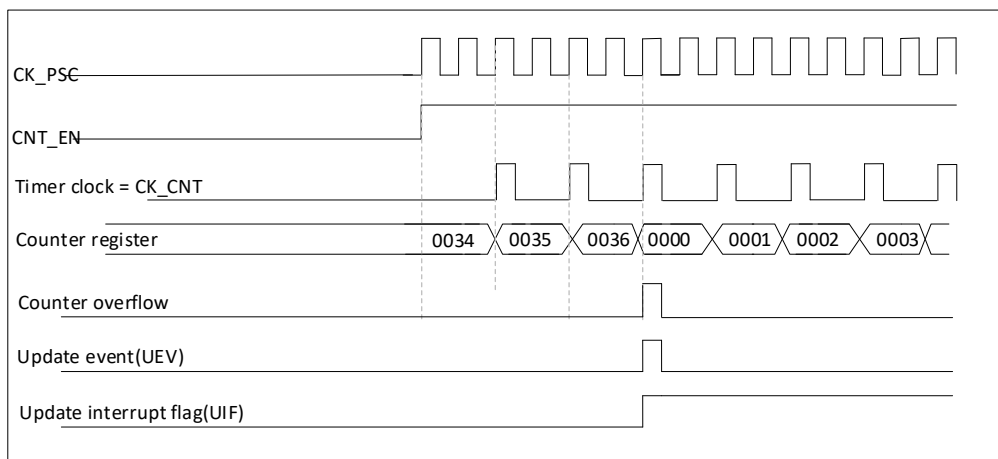 CK_PSC
CNT_EN
Timer clock = CK_CNT
Counter register 0034 0035 0036 0000 0001 0002 0003
Counter overflow
Update event(UEV)
Update interrupt flag(UIF)